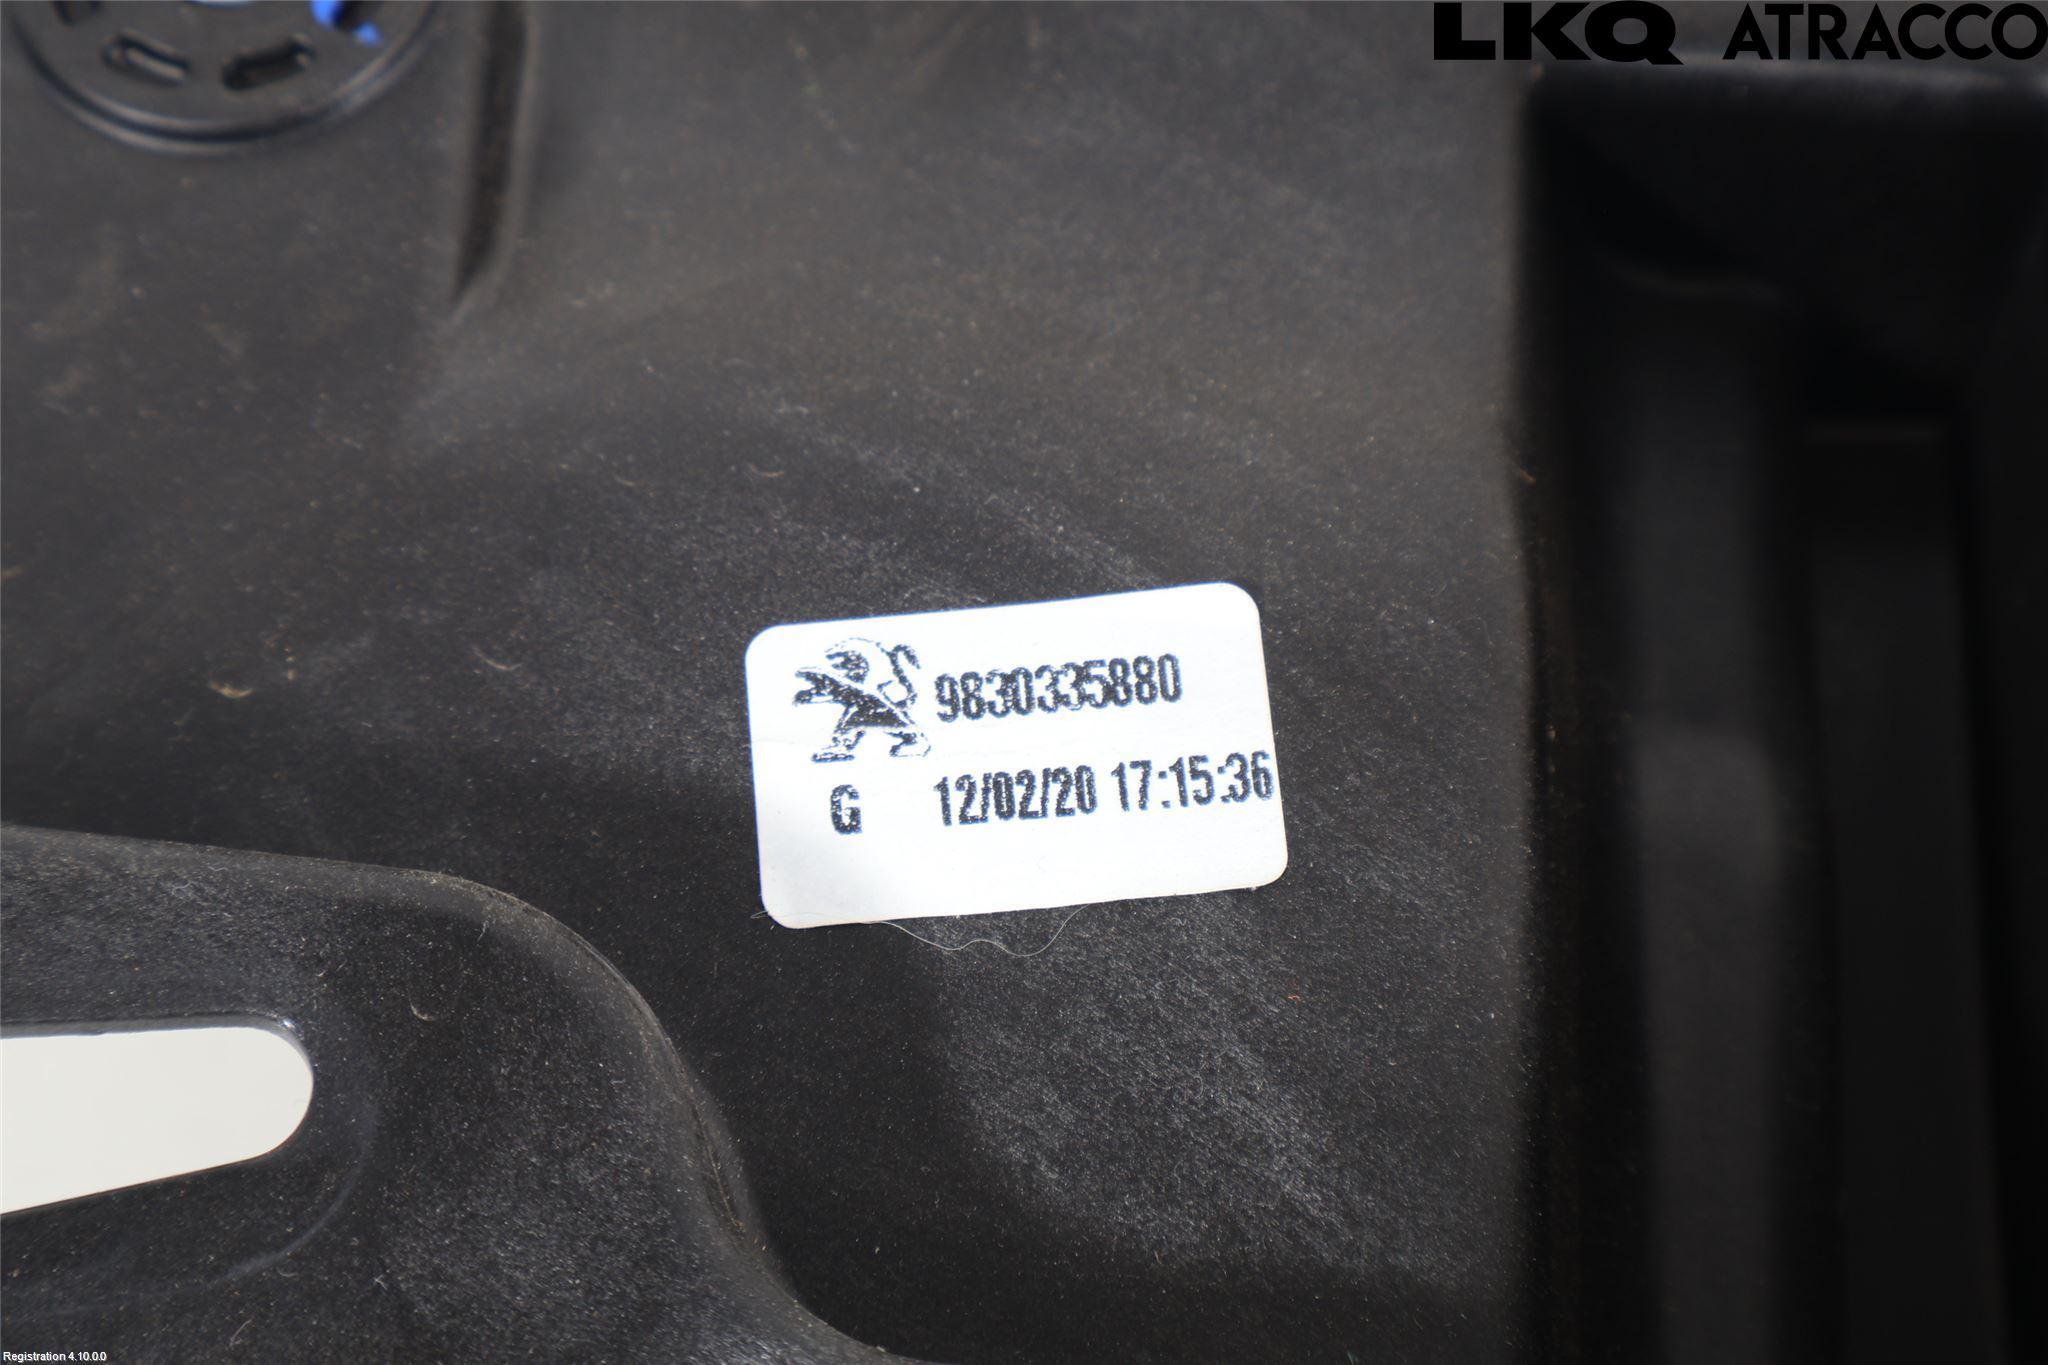 LKQ ATRACCO
9830335880
G 12/02/20 17:15:36
Registration 4.10.0.0